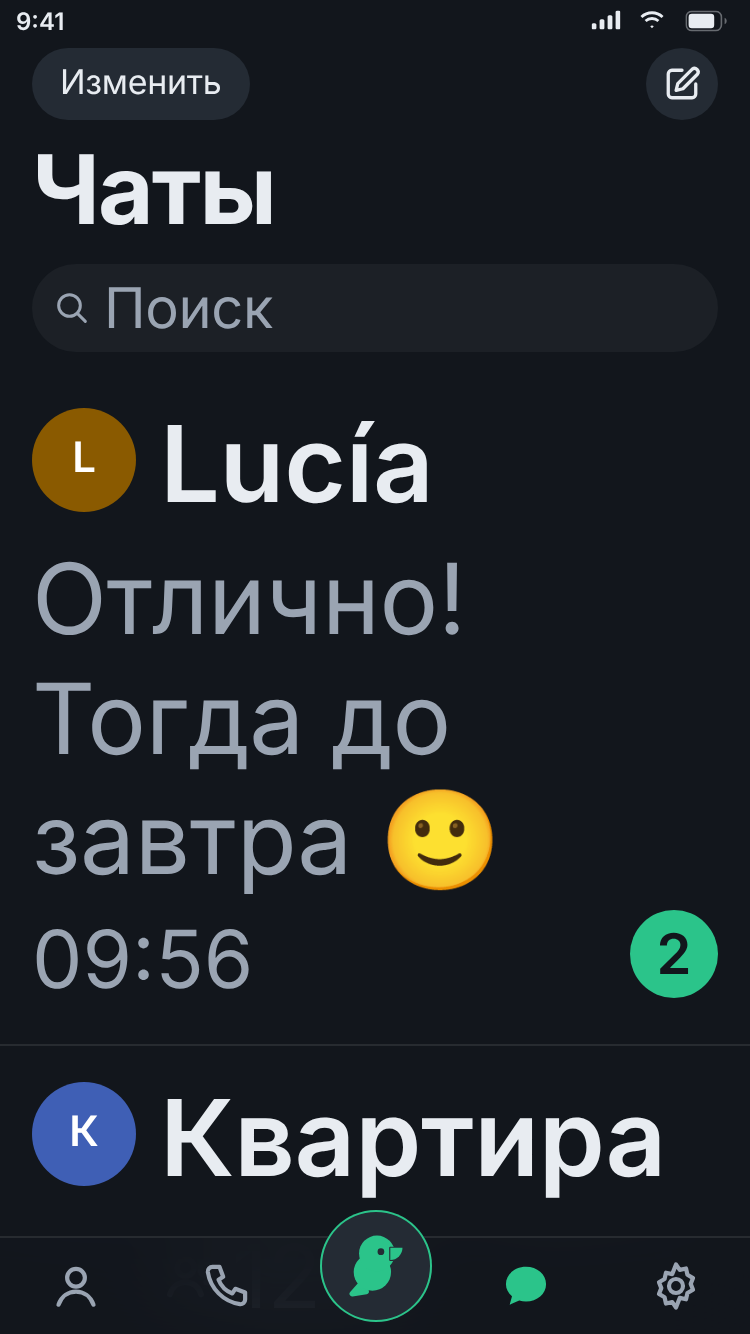 9:41
Изменить
Чаты
Поиск
L Lucía
Отлично!
Тогда до
завтра 🙂
09:56 2
К Квартира